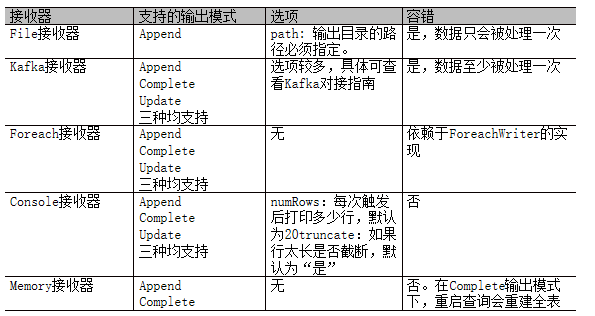 接收器 支持的输出模式 选项 容错
File接收器 Append path: 输出目录的路 是，数据只会被处理一次
径必须指定。
Kafka接收器 Append 选项较多，具体可查 是，数据至少被处理一次
Complete 看Kafka对接指南
Update
三种均支持
Foreach接收器 Append 无 依赖于ForeachWriter的实
Complete 现
Update
三种均支持
Console接收器 Append numRows：每次触发 否
Complete 后打印多少行，默认
Update 为20truncate：如果
三种均支持 行太长是否截断，默
认为“是”
Memory接收器 Append 无 否。在Complete输出模式
Complete 下，重启查询会重建全表